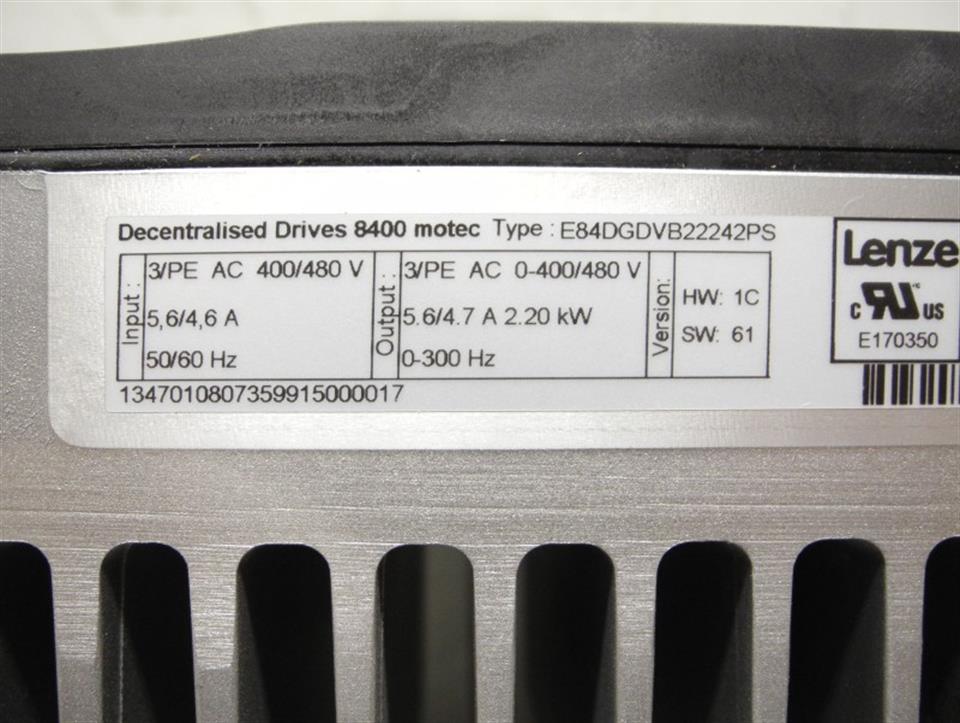 Decentralised Drives 8400 motec Type : E84DGDVB22242PS
Input :
3/PE AC 400/480 V
5,6/4,6 A
50/60 Hz
Output :
3/PE AC 0-400/480 V
5.6/4.7 A 2.20 kW
0-300 Hz
Version:
HW: 1C
SW: 61
1347010807359915000017
Lenze
c RU us
E170350